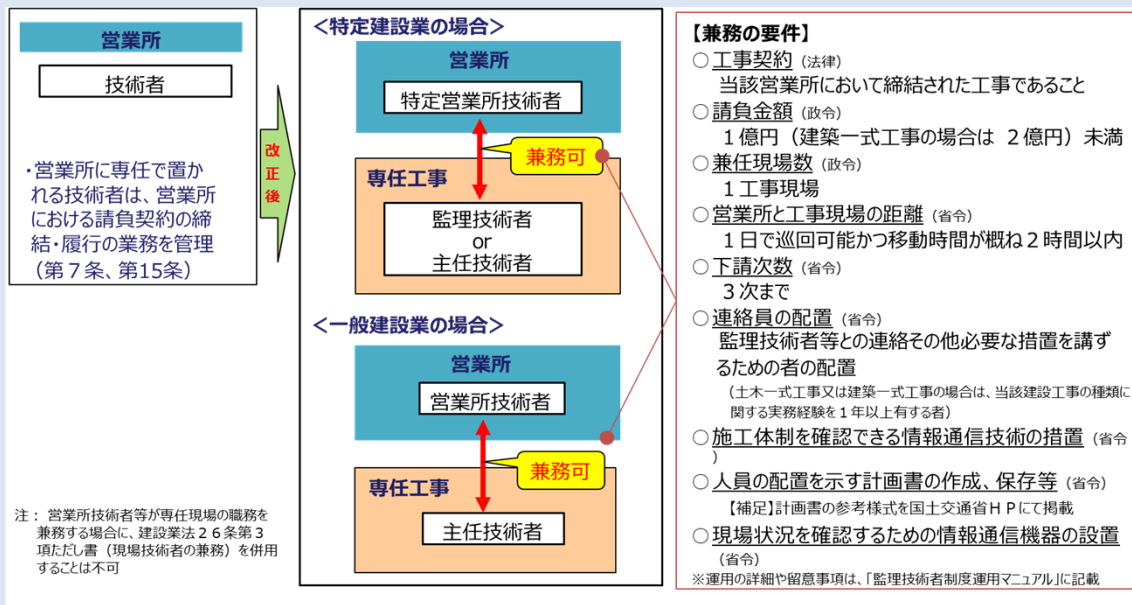 営業所
技術者
・営業所に専任で置か
れる技術者は、営業所
における請負契約の締
結・履行の業務を管理
(第7条、第15条)
注： 営業所技術者等が専任現場の職務を
兼務する場合に、建設業法26条第3
項ただし書（現場技術者の兼務）を併用
することは不可
改正後
＜特定建設業の場合＞
営業所
特定営業所技術者
兼務可
専任工事
監理技術者
or
主任技術者
＜一般建設業の場合＞
営業所
営業所技術者
兼務可
専任工事
主任技術者
【兼務の要件】
○工事契約（法律）
当該営業所において締結された工事であること
○請負金額（政令）
1億円（建築一式工事の場合は 2億円）未満
○兼任現場数（政令）
1工事現場
○営業所と工事現場の距離（省令）
1日で巡回可能かつ移動時間が概ね2時間以内
○下請次数（省令）
3次まで
○連絡員の配置（省令）
監理技術者等との連絡その他必要な措置を講ず
るための者の配置
（土木一式工事又は建築一式工事の場合は、当該建設工事の種類に
関する実務経験を1年以上有する者）
○施工体制を確認できる情報通信技術の措置（省令
）
○人員の配置を示す計画書の作成、保存等（省令）
【補足】計画書の参考様式を国土交通省HPにて掲載
○現場状況を確認するための情報通信機器の設置
（省令）
※運用の詳細や留意事項は、「監理技術者制度運用マニュアル」に記載